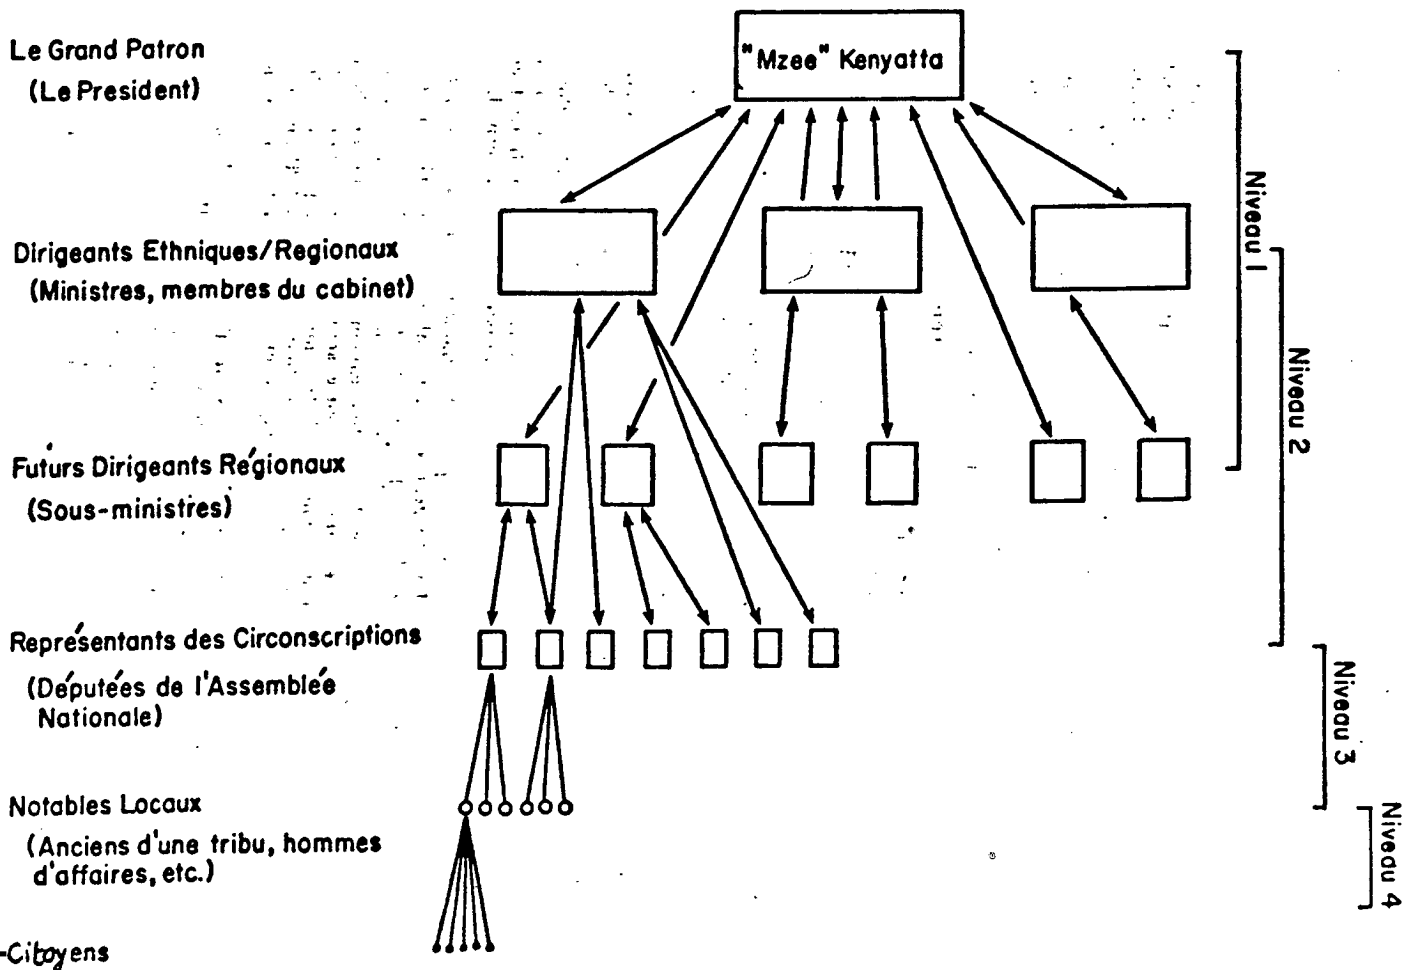 Le Grand Patron
(Le President)
"Mzee" Kenyatta
Dirigeants Ethniques/Regionaux
(Ministres, membres du cabinet)
Futurs Dirigeants Régionaux
(Sous-ministres)
Représentants des Circonscriptions
(Députées de l'Assemblée
Nationale)
Notables Locaux
(Anciens d'une tribu, hommes
d'affaires, etc.)
-Citoyens
Niveau 1
Niveau 2
Niveau 3
Niveau 4